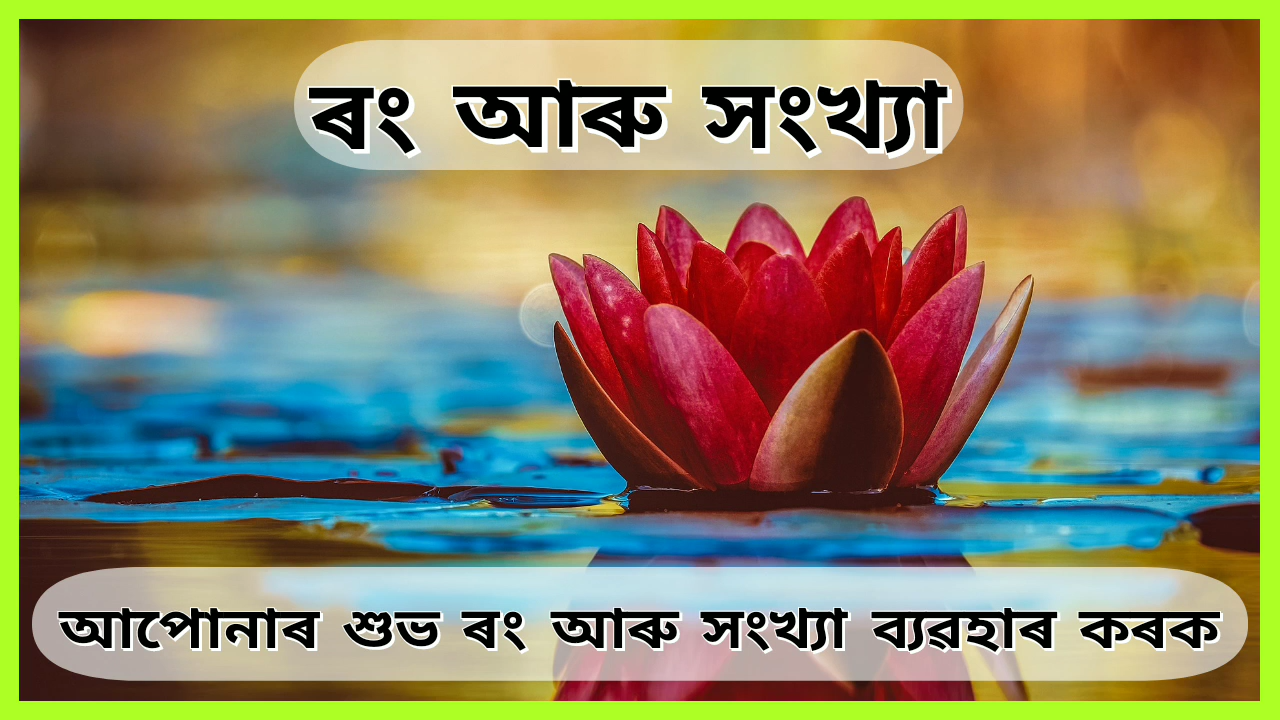 ৰং আৰু সংখ্যা
আপোনাৰ শুভ ৰং আৰু সংখ্যা ব্যৱহাৰ কৰক